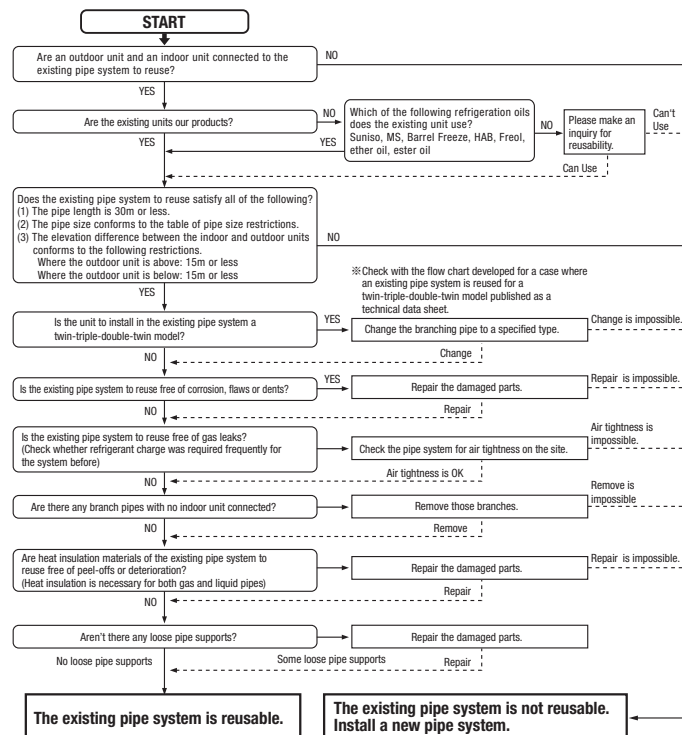 START
Are an outdoor unit and an indoor unit connected to the
existing pipe system to reuse?
NO
YES
Are the existing units our products?
NO
YES
Which of the following refrigeration oils
does the existing unit use?
Suniso, MS, Barrel Freeze, HAB, Freol,
ether oil, ester oil
YES
NO
Please make an
inquiry for
reusability.
Can't
Use
Can Use
Does the existing pipe system to reuse satisfy all of the following?
(1) The pipe length is 30m or less.
(2) The pipe size conforms to the table of pipe size restrictions.
(3) The elevation difference between the indoor and outdoor units
conforms to the following restrictions.
Where the outdoor unit is above: 15m or less
Where the outdoor unit is below: 15m or less
NO
YES
※Check with the flow chart developed for a case where
an existing pipe system is reused for a
twin-triple-double-twin model published as a
technical data sheet.
Is the unit to install in the existing pipe system a
twin-triple-double-twin model?
YES
Change the branching pipe to a specified type.
Change is impossible.
NO
Change
Is the existing pipe system to reuse free of corrosion, flaws or dents?
YES
Repair the damaged parts.
Repair is impossible.
NO
Repair
Is the existing pipe system to reuse free of gas leaks?
(Check whether refrigerant charge was required frequently for
the system before)
Check the pipe system for air tightness on the site.
Air tightness is
impossible.
NO
Air tightness is OK
Are there any branch pipes with no indoor unit connected?
Remove those branches.
Remove is
impossible
NO
Remove
Are heat insulation materials of the existing pipe system to
reuse free of peel-offs or deterioration?
(Heat insulation is necessary for both gas and liquid pipes)
Repair the damaged parts.
Repair is impossible.
NO
Repair
Aren't there any loose pipe supports?
Repair the damaged parts.
No loose pipe supports
Some loose pipe supports
Repair
The existing pipe system is reusable.
The existing pipe system is not reusable.
Install a new pipe system.